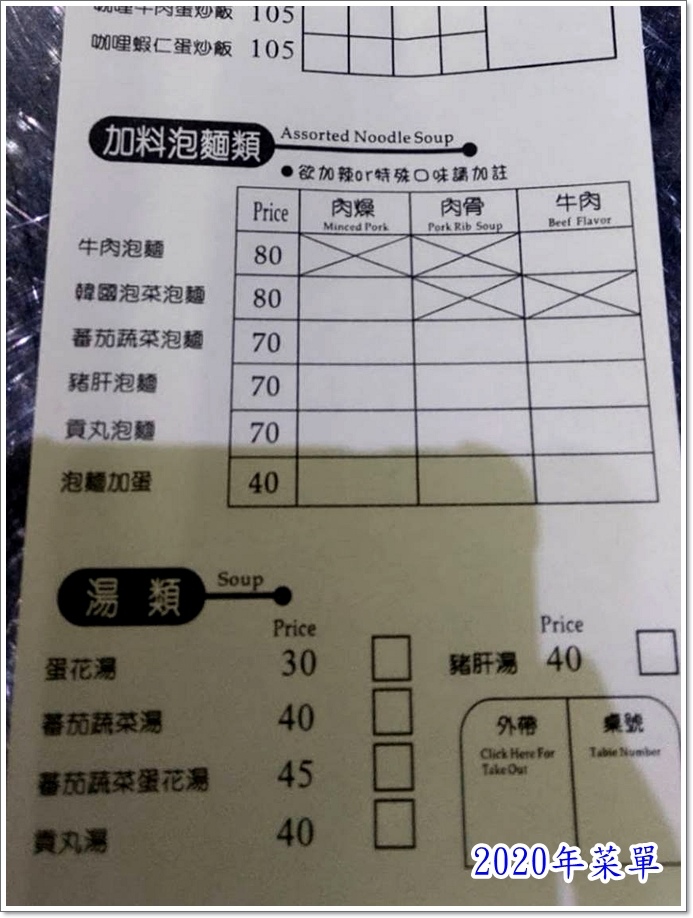 咖哩牛肉蛋炒飯 105
咖哩蝦仁蛋炒飯 105
加料泡麵類 Assorted Noodle Soup
●欲加辣or特殊口味請加註
Price 肉燥 肉骨 牛肉
Minced Pork Pork Rib Soup Beef Flavor
牛肉泡麵 80
韓國泡菜泡麵 80
蕃茄蔬菜泡麵 70
豬肝泡麵 70
貢丸泡麵 70
泡麵加蛋 40
湯 類 Soup
Price Price
蛋花湯 30 豬肝湯 40
蕃茄蔬菜湯 40
蕃茄蔬菜蛋花湯 45
貢丸湯 40
外帶 桌號
Click Here For Table Number
Take Out
2020年菜單